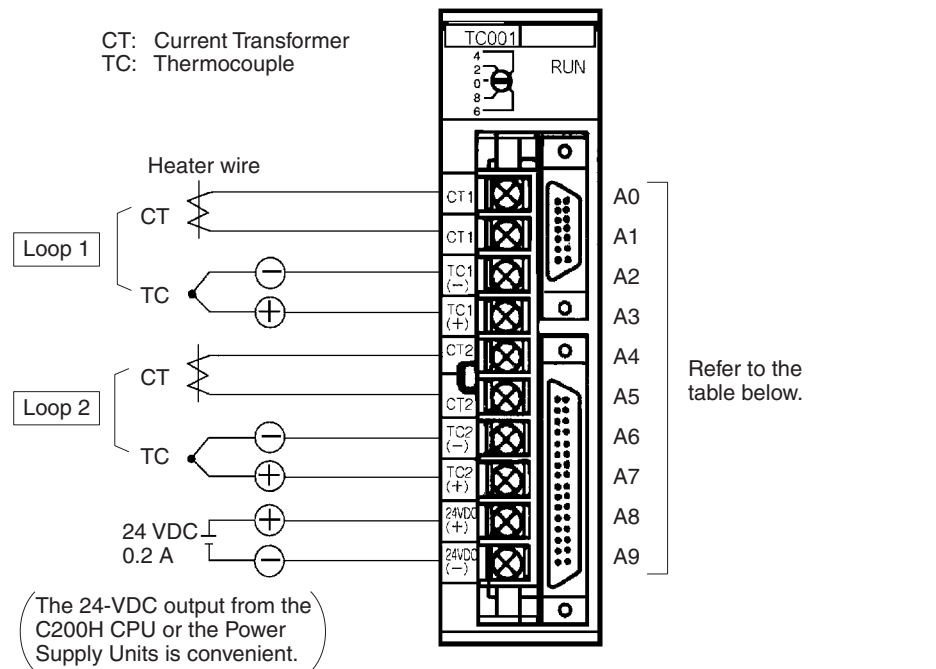 CT: Current Transformer
TC: Thermocouple
TC001
RUN
4
2
0
8
6
Heater wire
CT
Loop 1
TC
CT
Loop 2
TC
24 VDC
0.2 A
The 24-VDC output from the
C200H CPU or the Power
Supply Units is convenient.
CT1
CT1
TC1
(−)
TC1
(+)
CT2
CT2
TC2
(−)
TC2
(+)
24VDC
(+)
24VDC
(−)
−
+
−
+
+
−
A0
A1
A2
A3
A4
A5
A6
A7
A8
A9
Refer to the
table below.